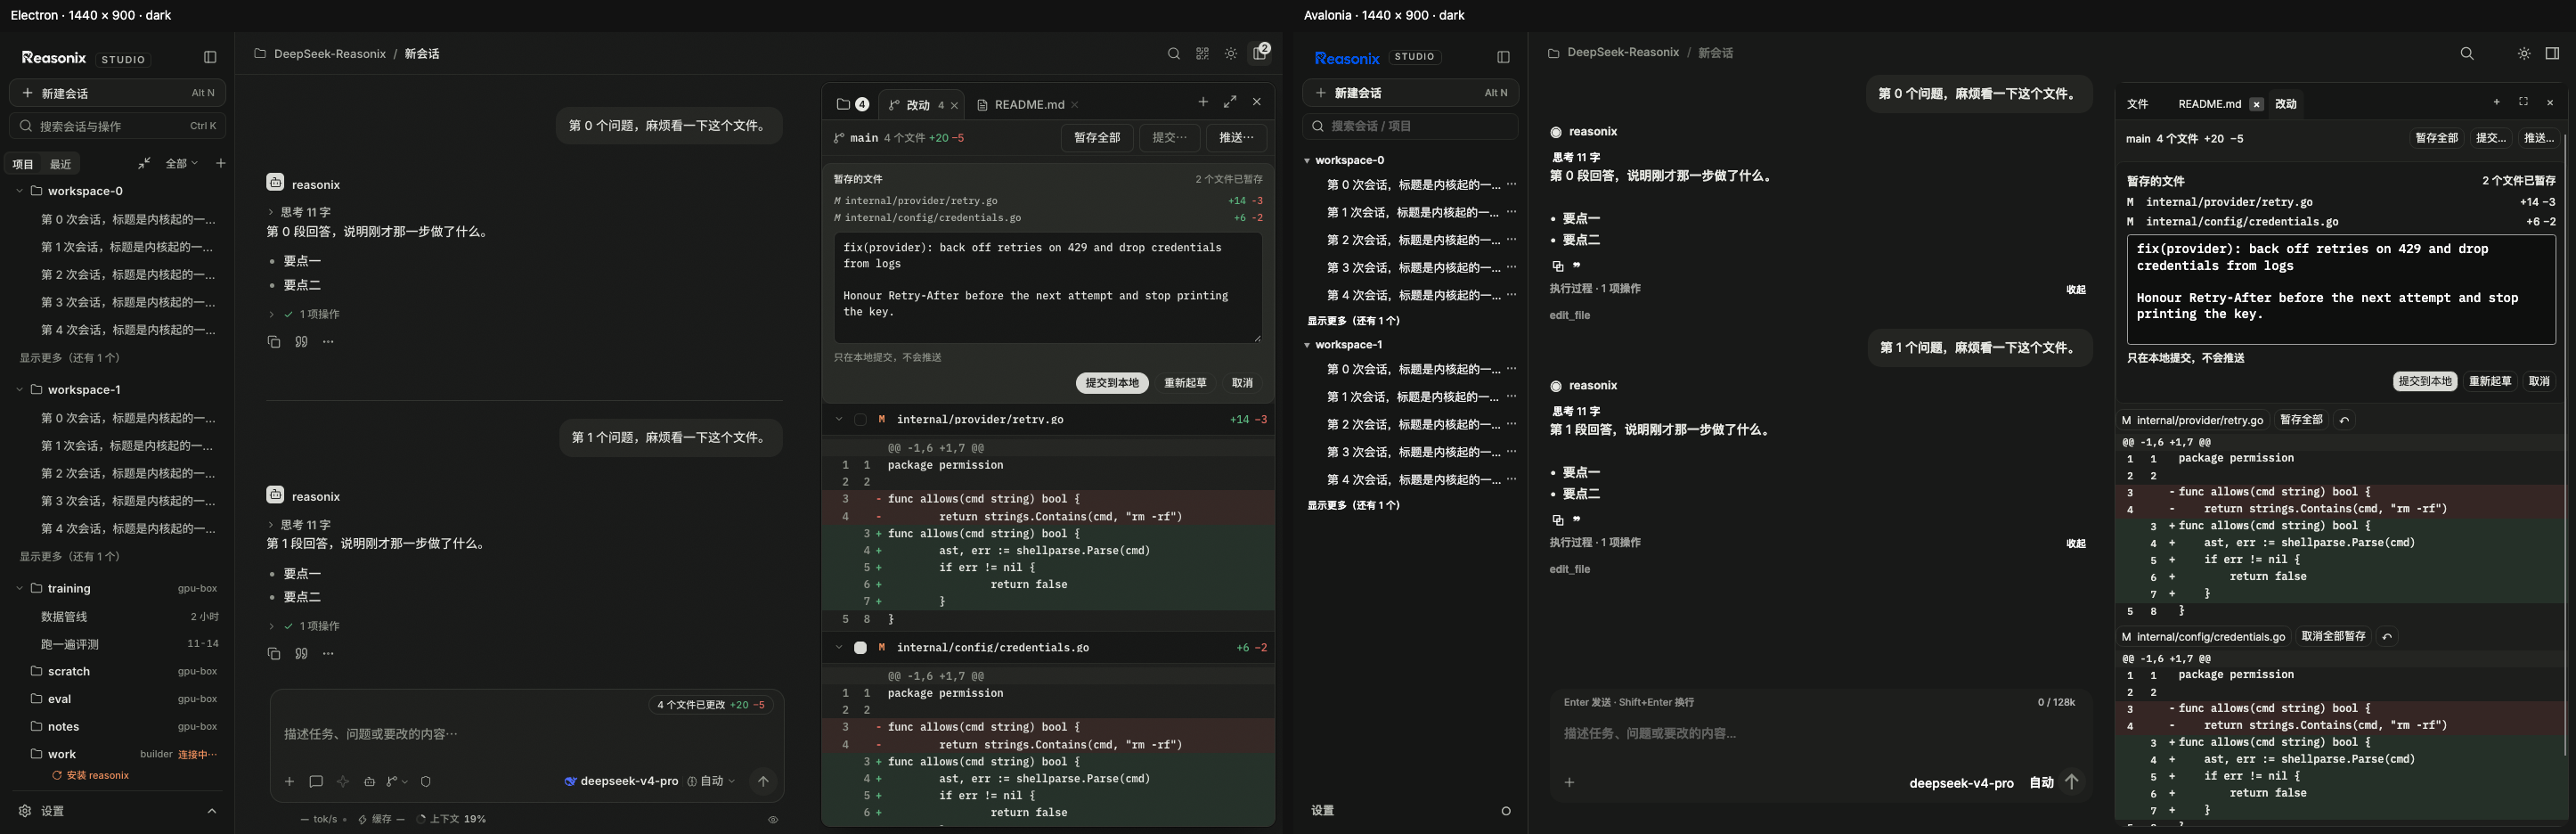 Electron · 1440 × 900 · dark
Reasonix STUDIO
新建会话 Alt N
搜索会话与操作 Ctrl K
项目 最近 全部
workspace-0
第 0 次会话，标题是内核起的一...
第 1 次会话，标题是内核起的一...
第 2 次会话，标题是内核起的一...
第 3 次会话，标题是内核起的一...
第 4 次会话，标题是内核起的一...
显示更多（还有 1 个）
workspace-1
第 0 次会话，标题是内核起的一...
第 1 次会话，标题是内核起的一...
第 2 次会话，标题是内核起的一...
第 3 次会话，标题是内核起的一...
第 4 次会话，标题是内核起的一...
显示更多（还有 1 个）
training gpu-box
数据管线 2 小时
跑一遍评测 11-14
scratch gpu-box
eval gpu-box
notes gpu-box
work builder 连接中···
安装 reasonix
设置
DeepSeek-Reasonix / 新会话
2
第 0 个问题，麻烦看一下这个文件。
reasonix
思考 11 字
第 0 段回答，说明刚才那一步做了什么。
• 要点一
• 要点二
1 项操作
第 1 个问题，麻烦看一下这个文件。
reasonix
思考 11 字
第 1 段回答，说明刚才那一步做了什么。
• 要点一
• 要点二
1 项操作
4 个文件已更改 +20 −5
描述任务、问题或要改的内容···
deepseek-v4-pro 自动
— tok/s • 缓存 — 上下文 19%
4 改动 4 × README.md ×
main 4 个文件 +20 −5 暂存全部 提交··· 推送···
暂存的文件 2 个文件已暂存
M internal/provider/retry.go +14 −3
M internal/config/credentials.go +6 −2
fix(provider): back off retries on 429 and drop credentials
from logs
Honour Retry-After before the next attempt and stop printing
the key.
只在本地提交，不会推送
提交到本地 重新起草 取消
M internal/provider/retry.go +14 −3
@@ -1,6 +1,7 @@
1 1 package permission
2 2
3 - func allows(cmd string) bool {
4 - return strings.Contains(cmd, "rm -rf")
3 + func allows(cmd string) bool {
4 + ast, err := shellparse.Parse(cmd)
5 + if err != nil {
6 + return false
7 + }
5 8 }
M internal/config/credentials.go +6 −2
@@ -1,6 +1,7 @@
1 1 package permission
2 2
3 - func allows(cmd string) bool {
4 - return strings.Contains(cmd, "rm -rf")
3 + func allows(cmd string) bool {
4 + ast, err := shellparse.Parse(cmd)
5 + if err != nil {
6 + return false
Avalonia · 1440 × 900 · dark
Reasonix STUDIO
新建会话 Alt N
搜索会话 / 项目
workspace-0
第 0 次会话，标题是内核起的一... ···
第 1 次会话，标题是内核起的一... ···
第 2 次会话，标题是内核起的一... ···
第 3 次会话，标题是内核起的一... ···
第 4 次会话，标题是内核起的一... ···
显示更多（还有 1 个）
workspace-1
第 0 次会话，标题是内核起的一... ···
第 1 次会话，标题是内核起的一... ···
第 2 次会话，标题是内核起的一... ···
第 3 次会话，标题是内核起的一... ···
第 4 次会话，标题是内核起的一... ···
显示更多（还有 1 个）
设置
DeepSeek-Reasonix / 新会话
第 0 个问题，麻烦看一下这个文件。
reasonix
思考 11 字
第 0 段回答，说明刚才那一步做了什么。
• 要点一
• 要点二
执行过程 · 1 项操作 收起
edit_file
第 1 个问题，麻烦看一下这个文件。
reasonix
思考 11 字
第 1 段回答，说明刚才那一步做了什么。
• 要点一
• 要点二
执行过程 · 1 项操作 收起
edit_file
Enter 发送 · Shift+Enter 换行 0 / 128k
描述任务、问题或要改的内容...
deepseek-v4-pro 自动
文件 README.md × 改动
main 4 个文件 +20 −5 暂存全部 提交... 推送...
暂存的文件 2 个文件已暂存
M internal/provider/retry.go +14 −3
M internal/config/credentials.go +6 −2
fix(provider): back off retries on 429 and drop
credentials from logs
Honour Retry-After before the next attempt and stop
printing the key.
只在本地提交，不会推送
提交到本地 重新起草 取消
M internal/provider/retry.go 暂存全部
@@ -1,6 +1,7 @@
1 1 package permission
2 2
3 - func allows(cmd string) bool {
4 - return strings.Contains(cmd, "rm -rf")
3 + func allows(cmd string) bool {
4 + ast, err := shellparse.Parse(cmd)
5 + if err != nil {
6 + return false
7 + }
5 8 }
M internal/config/credentials.go 取消全部暂存
@@ -1,6 +1,7 @@
1 1 package permission
2 2
3 - func allows(cmd string) bool {
4 - return strings.Contains(cmd, "rm -rf")
3 + func allows(cmd string) bool {
4 + ast, err := shellparse.Parse(cmd)
5 + if err != nil {
6 + return false
7 + }